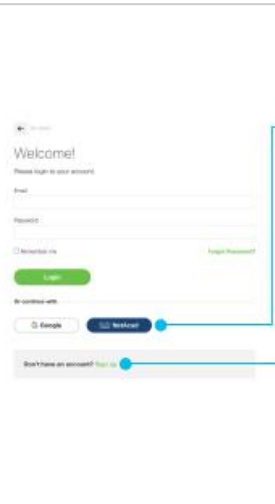 Welcome!
Please login to your account.
Email
Password
Remember me
Forgot Password?
Login
Or continue with
Google
NetAcad
Don't have an account? Sign up